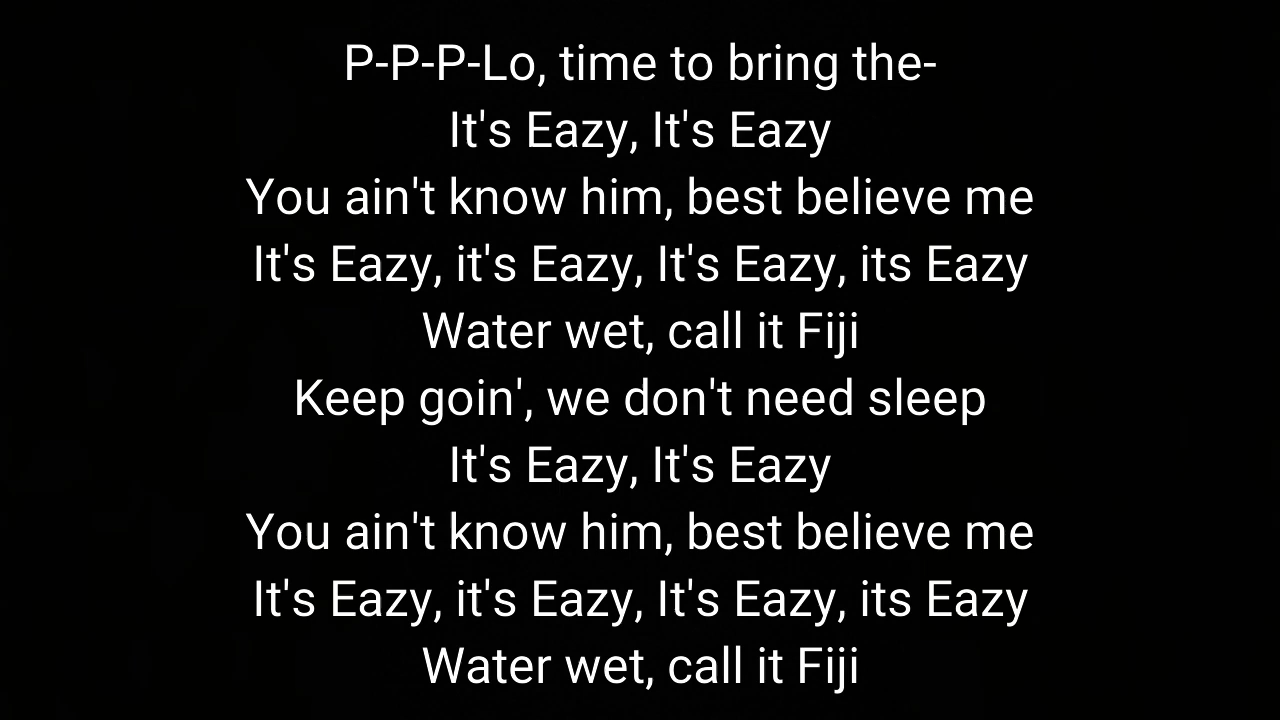 P-P-P-Lo, time to bring the-
It's Eazy, It's Eazy
You ain't know him, best believe me
It's Eazy, it's Eazy, It's Eazy, its Eazy
Water wet, call it Fiji
Keep goin', we don't need sleep
It's Eazy, It's Eazy
You ain't know him, best believe me
It's Eazy, it's Eazy, It's Eazy, its Eazy
Water wet, call it Fiji